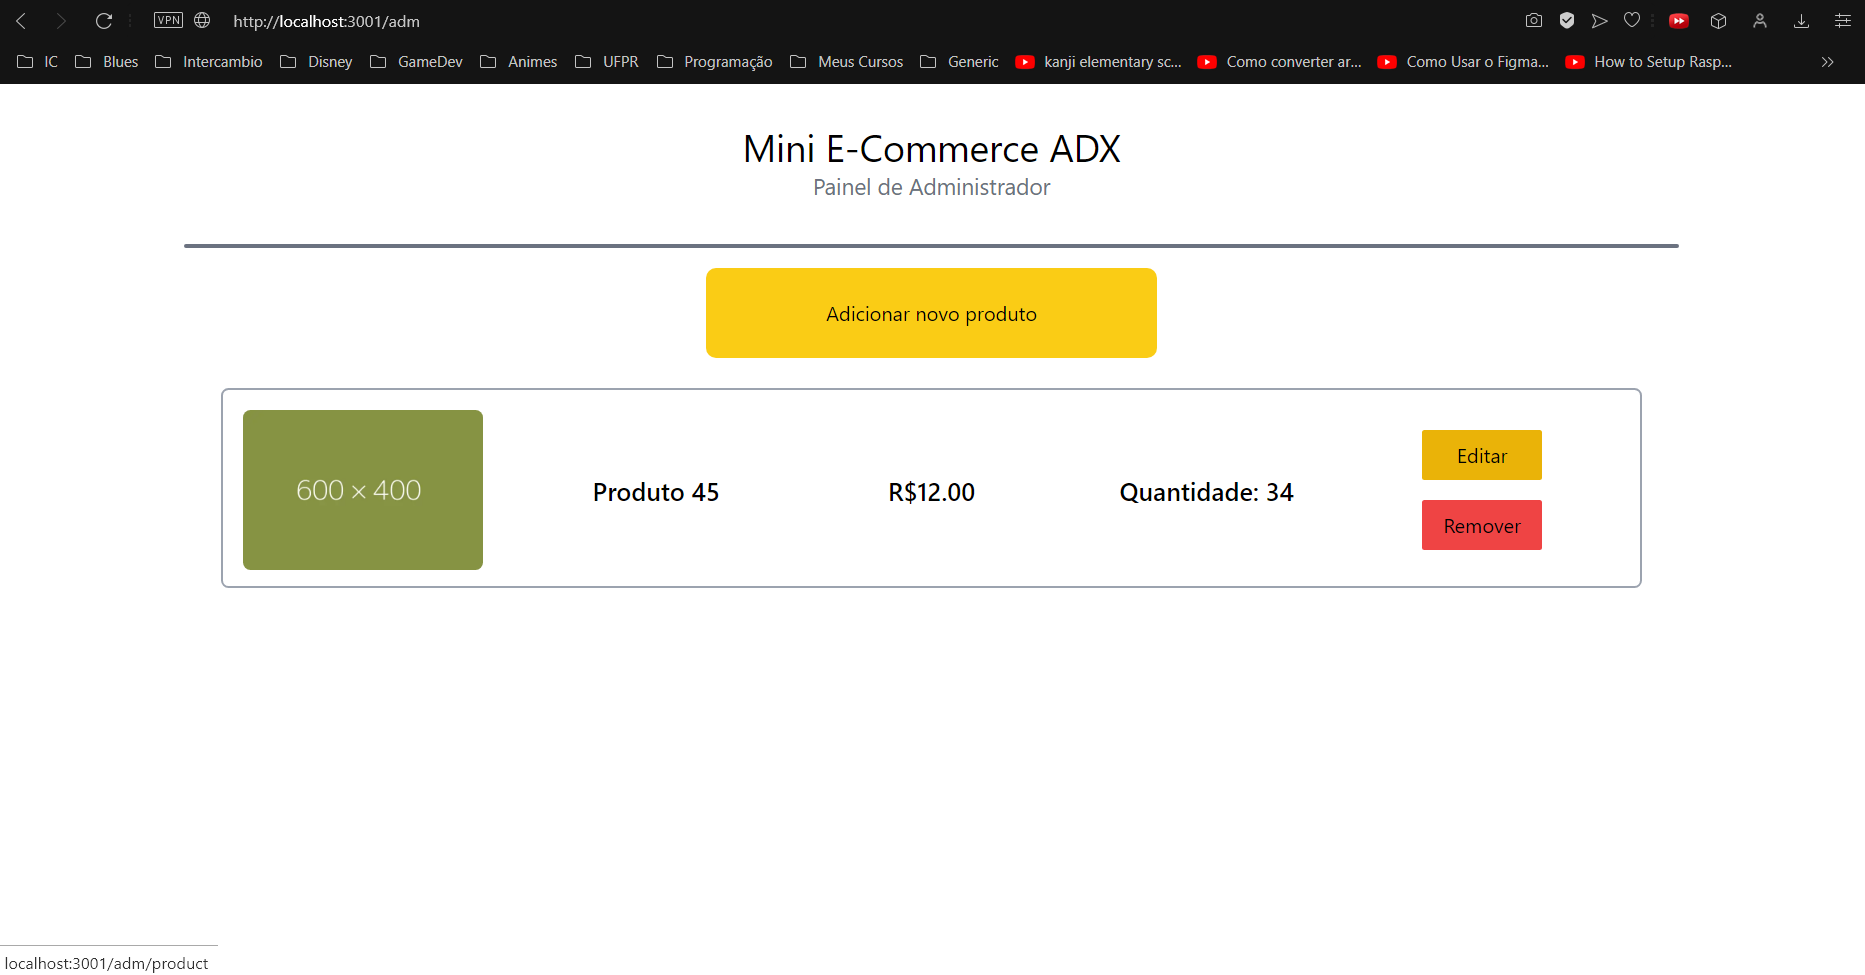 VPN http://localhost:3001/adm
IC Blues Intercambio Disney GameDev Animes UFPR Programação Meus Cursos Generic kanji elementary sc... Como converter ar... Como Usar o Figma... How to Setup Rasp...
Mini E-Commerce ADX
Painel de Administrador
Adicionar novo produto
600 × 400
Produto 45
R$12.00
Quantidade: 34
Editar
Remover
localhost:3001/adm/product